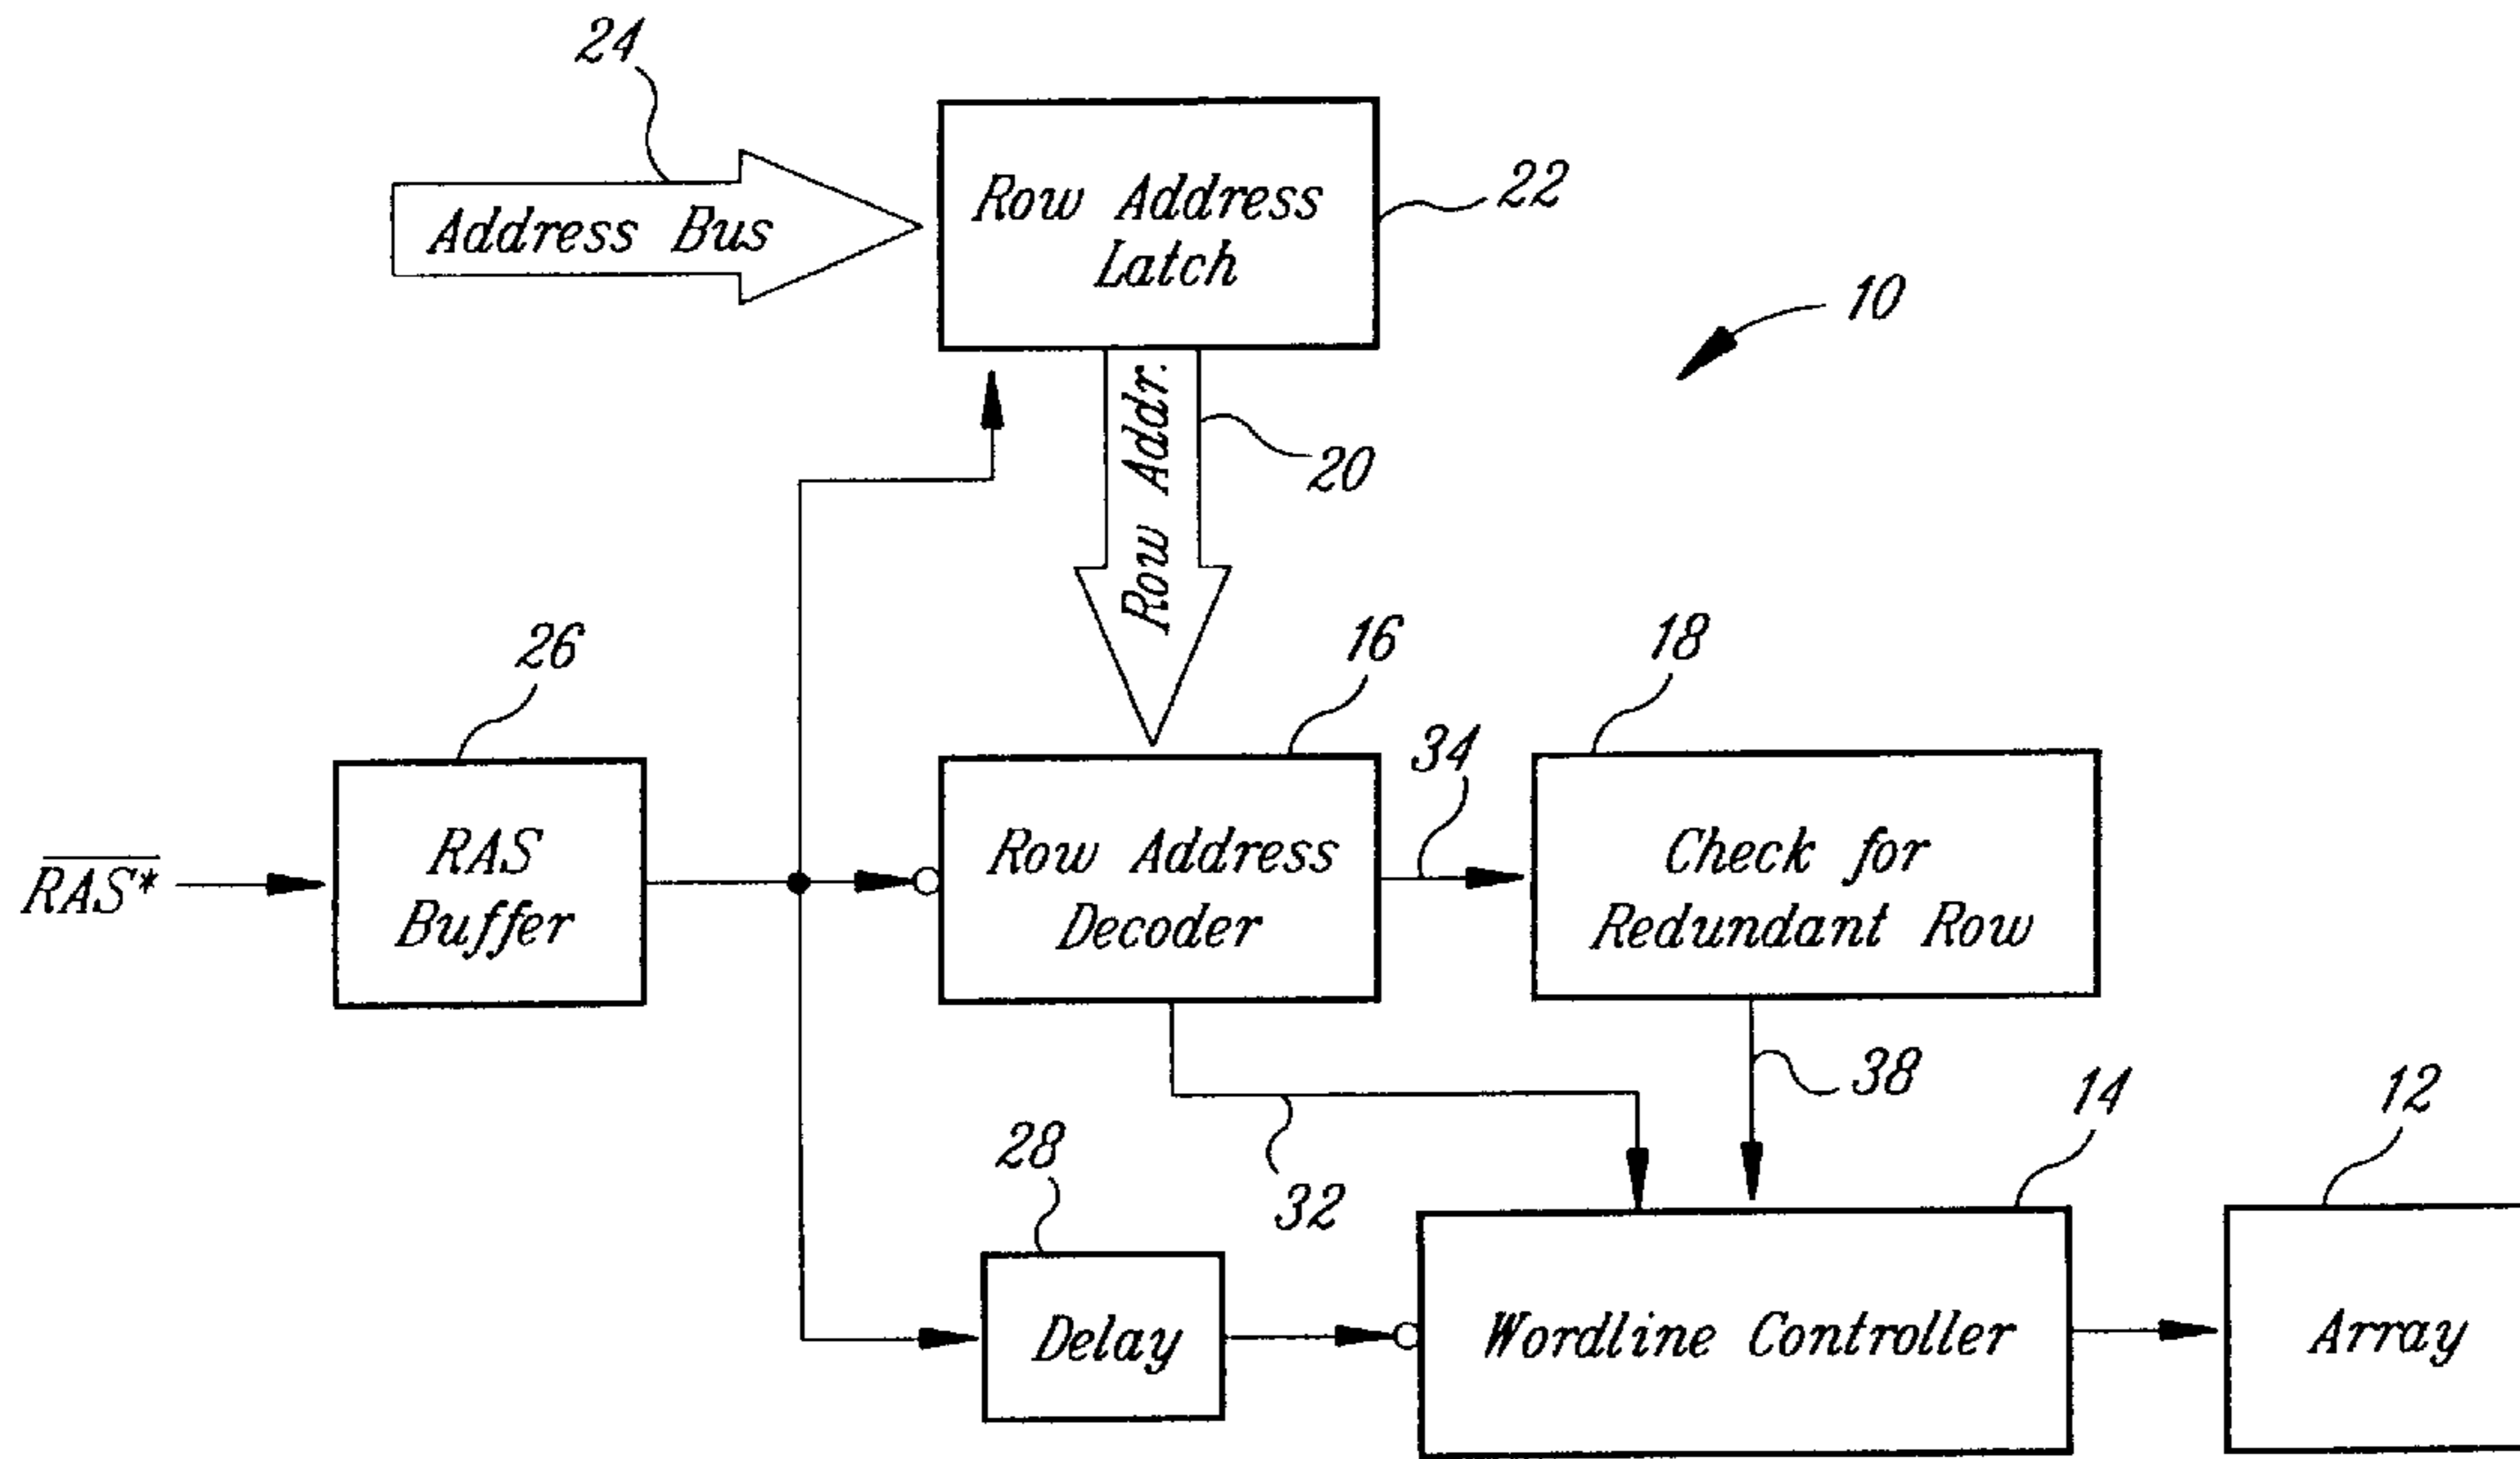 24
Row Address
Latch
22
Address Bus
10
Row Addr.
20
26
16
18
34
RAS*
RAS
Buffer
Row Address
Decoder
Check for
Redundant Row
38
14
12
28
32
Delay
Wordline Controller
Array